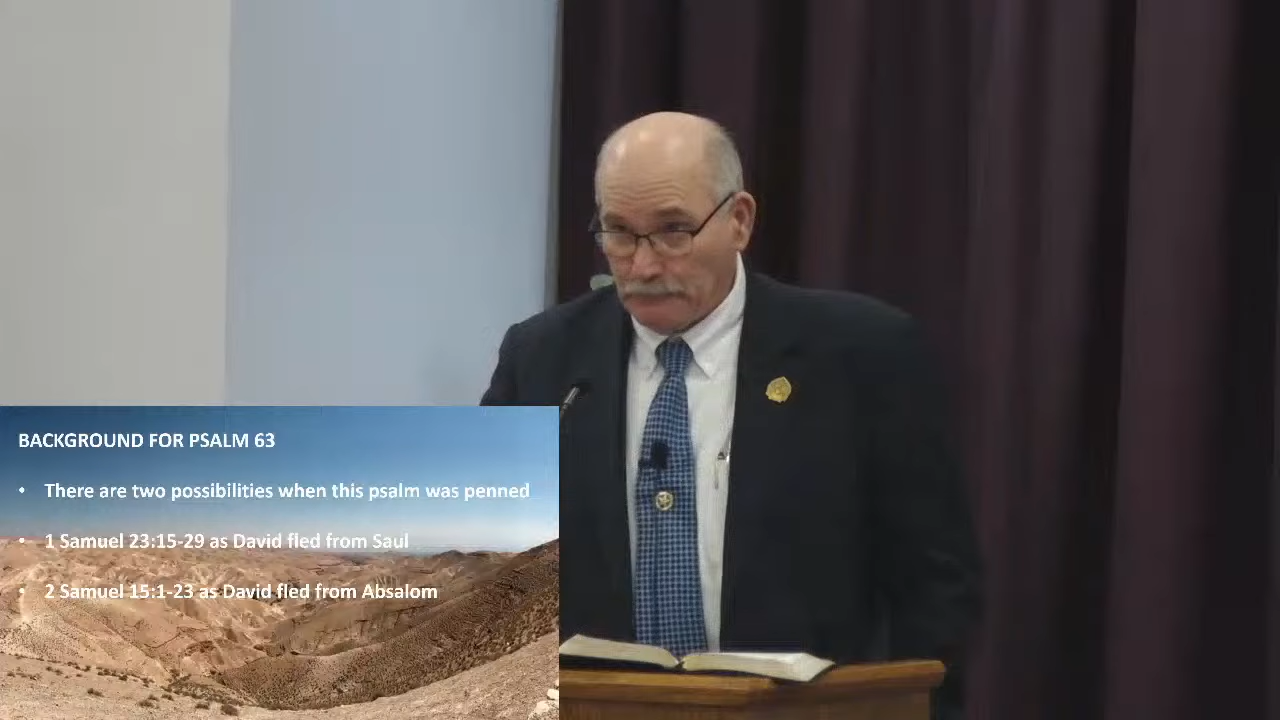 BACKGROUND FOR PSALM 63
• There are two possibilities when this psalm was penned
• 1 Samuel 23:15-29 as David fled from Saul
• 2 Samuel 15:1-23 as David fled from Absalom